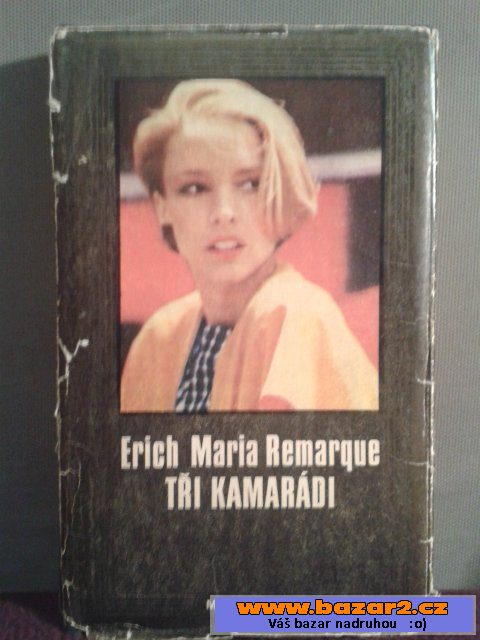 Erich Maria Remarque
TŘI KAMARÁDI
www.bazar2.cz
Váš bazar nadruhou :o)